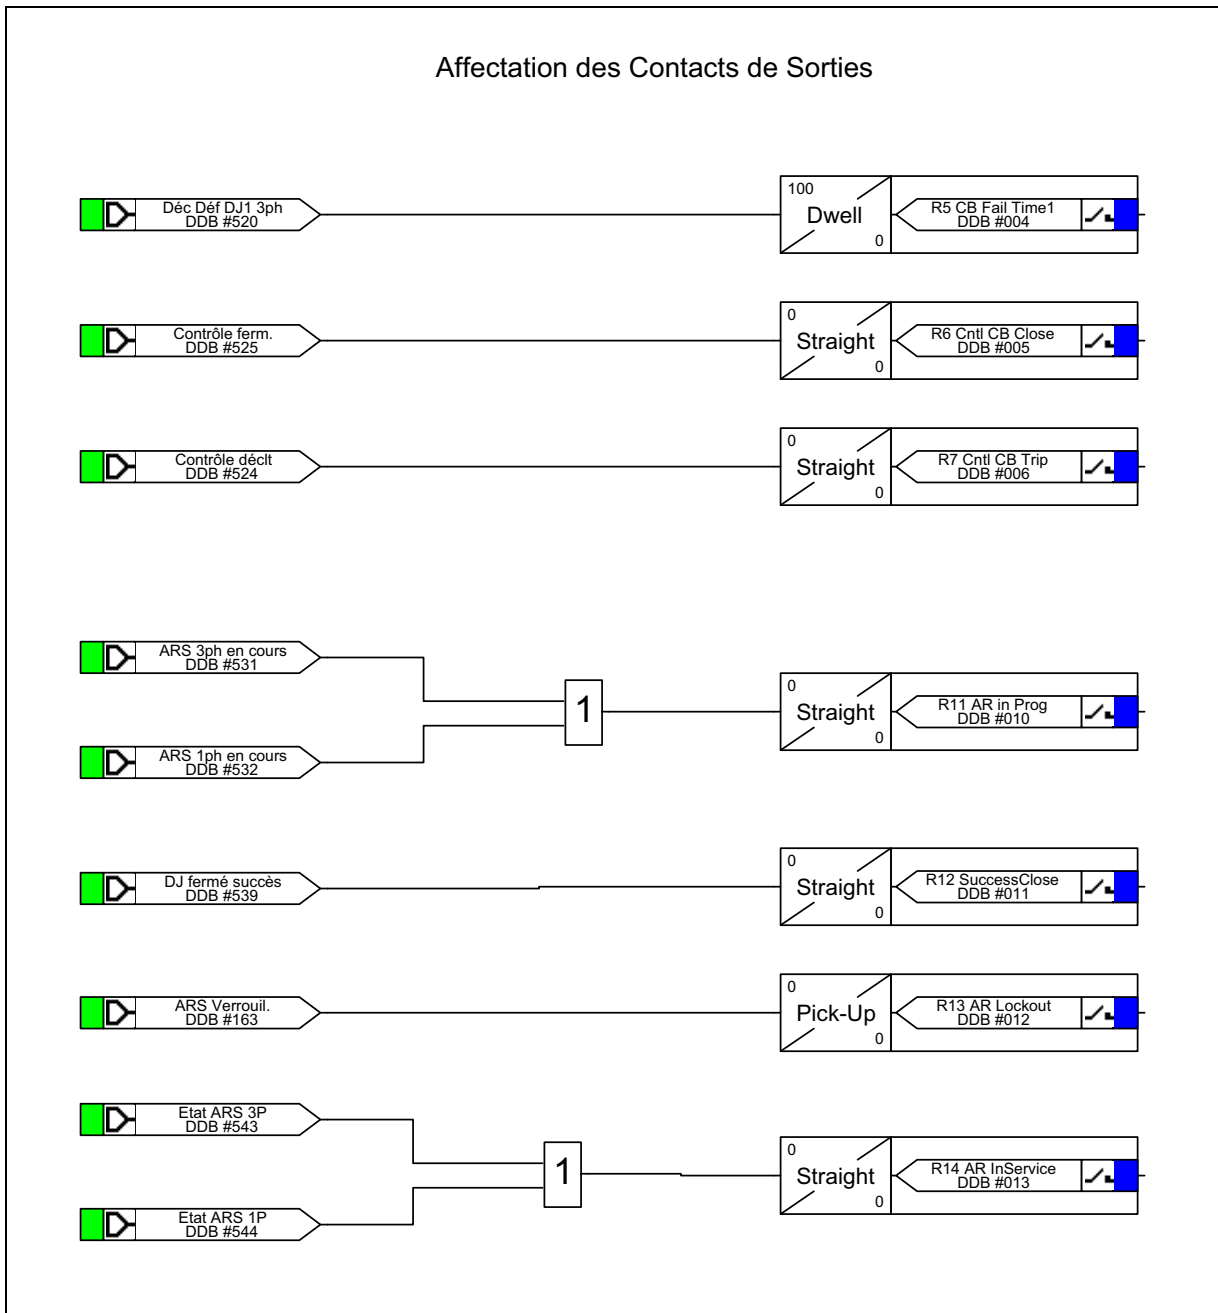 Affectation des Contacts de Sorties
Déc Déf DJ1 3ph
DDB #520
100
Dwell
0
R5 CB Fail Time1
DDB #004
Contrôle ferm.
DDB #525
0
Straight
0
R6 Cntl CB Close
DDB #005
Contrôle déclt
DDB #524
0
Straight
0
R7 Cntl CB Trip
DDB #006
ARS 3ph en cours
DDB #531
ARS 1ph en cours
DDB #532
1
0
Straight
0
R11 AR in Prog
DDB #010
DJ fermé succès
DDB #539
0
Straight
0
R12 SuccessClose
DDB #011
ARS Verrouil.
DDB #163
0
Pick-Up
0
R13 AR Lockout
DDB #012
Etat ARS 3P
DDB #543
Etat ARS 1P
DDB #544
1
0
Straight
0
R14 AR InService
DDB #013